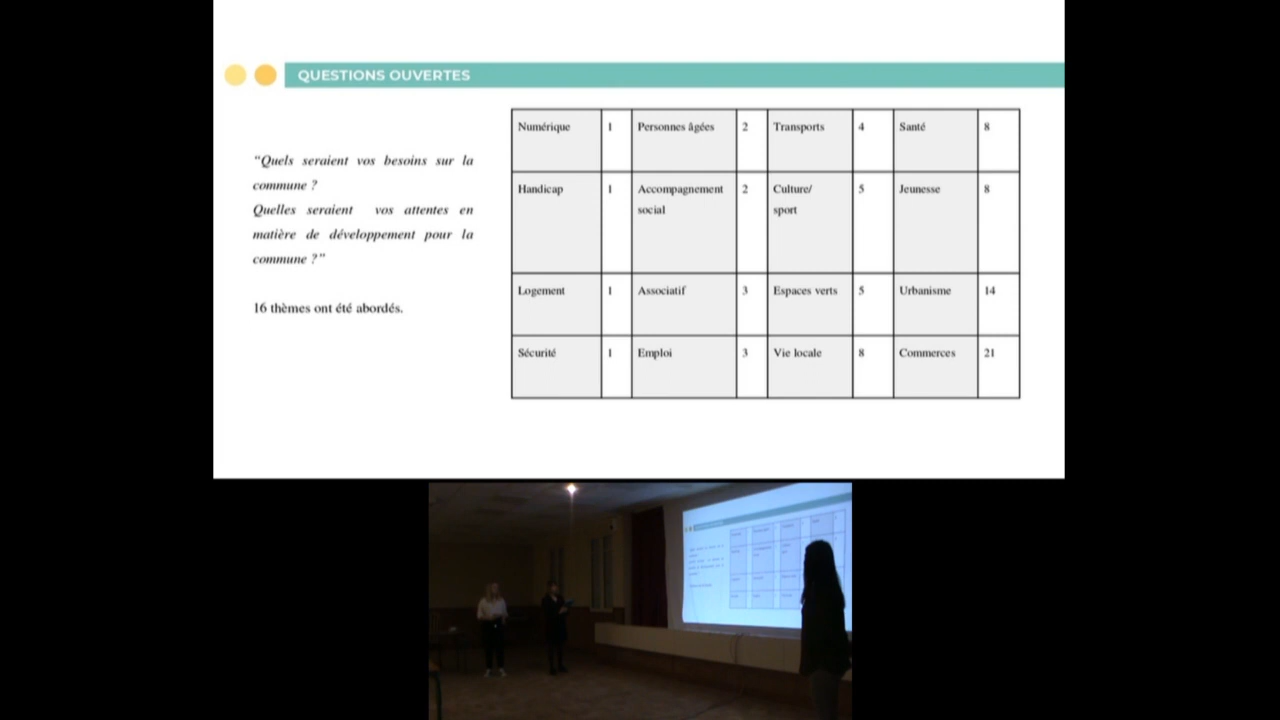 QUESTIONS OUVERTES
“Quels seraient vos besoins sur la
commune ?
Quelles seraient vos attentes en
matière de développement pour la
commune ?”
16 thèmes ont été abordés.
Numérique 1 Personnes âgées 2 Transports 4 Santé 8
Handicap 1 Accompagnement 2 Culture/ 5 Jeunesse 8
social sport
Logement 1 Associatif 3 Espaces verts 5 Urbanisme 14
Sécurité 1 Emploi 3 Vie locale 8 Commerces 21